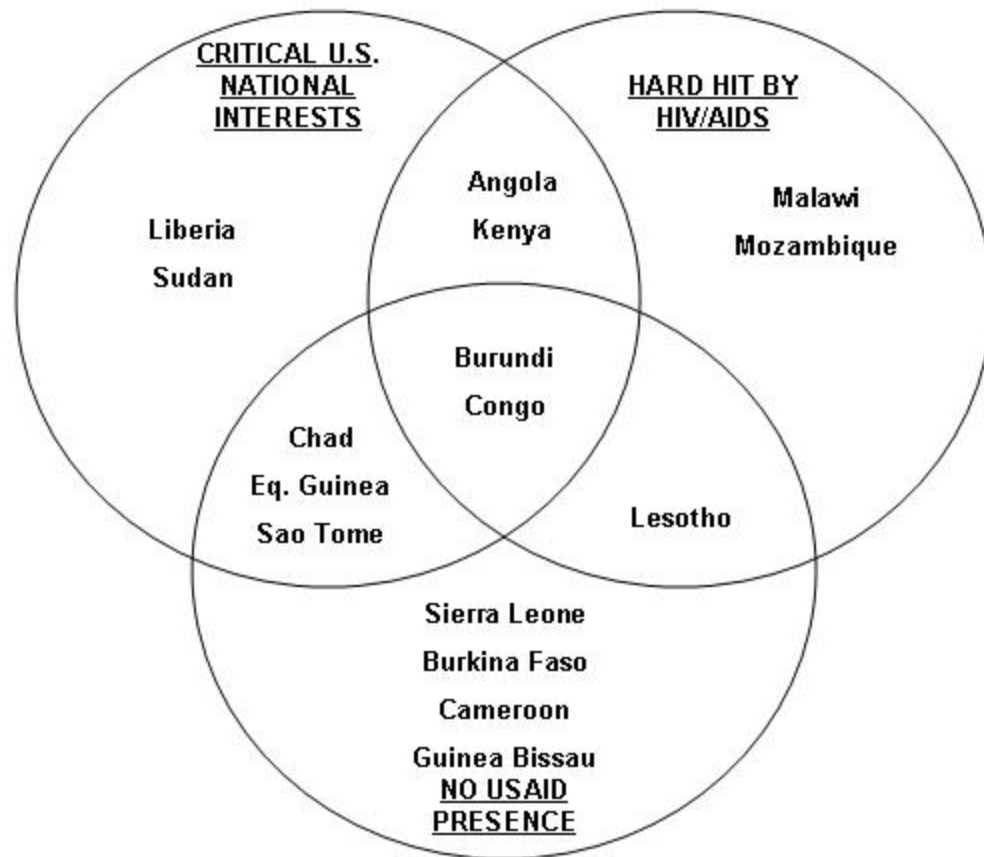 CRITICAL U.S.
NATIONAL
INTERESTS
HARD HIT BY
HIV/AIDS
Liberia
Sudan
Angola
Kenya
Malawi
Mozambique
Burundi
Congo
Chad
Eq. Guinea
Sao Tome
Lesotho
Sierra Leone
Burkina Faso
Cameroon
Guinea Bissau
NO USAID
PRESENCE